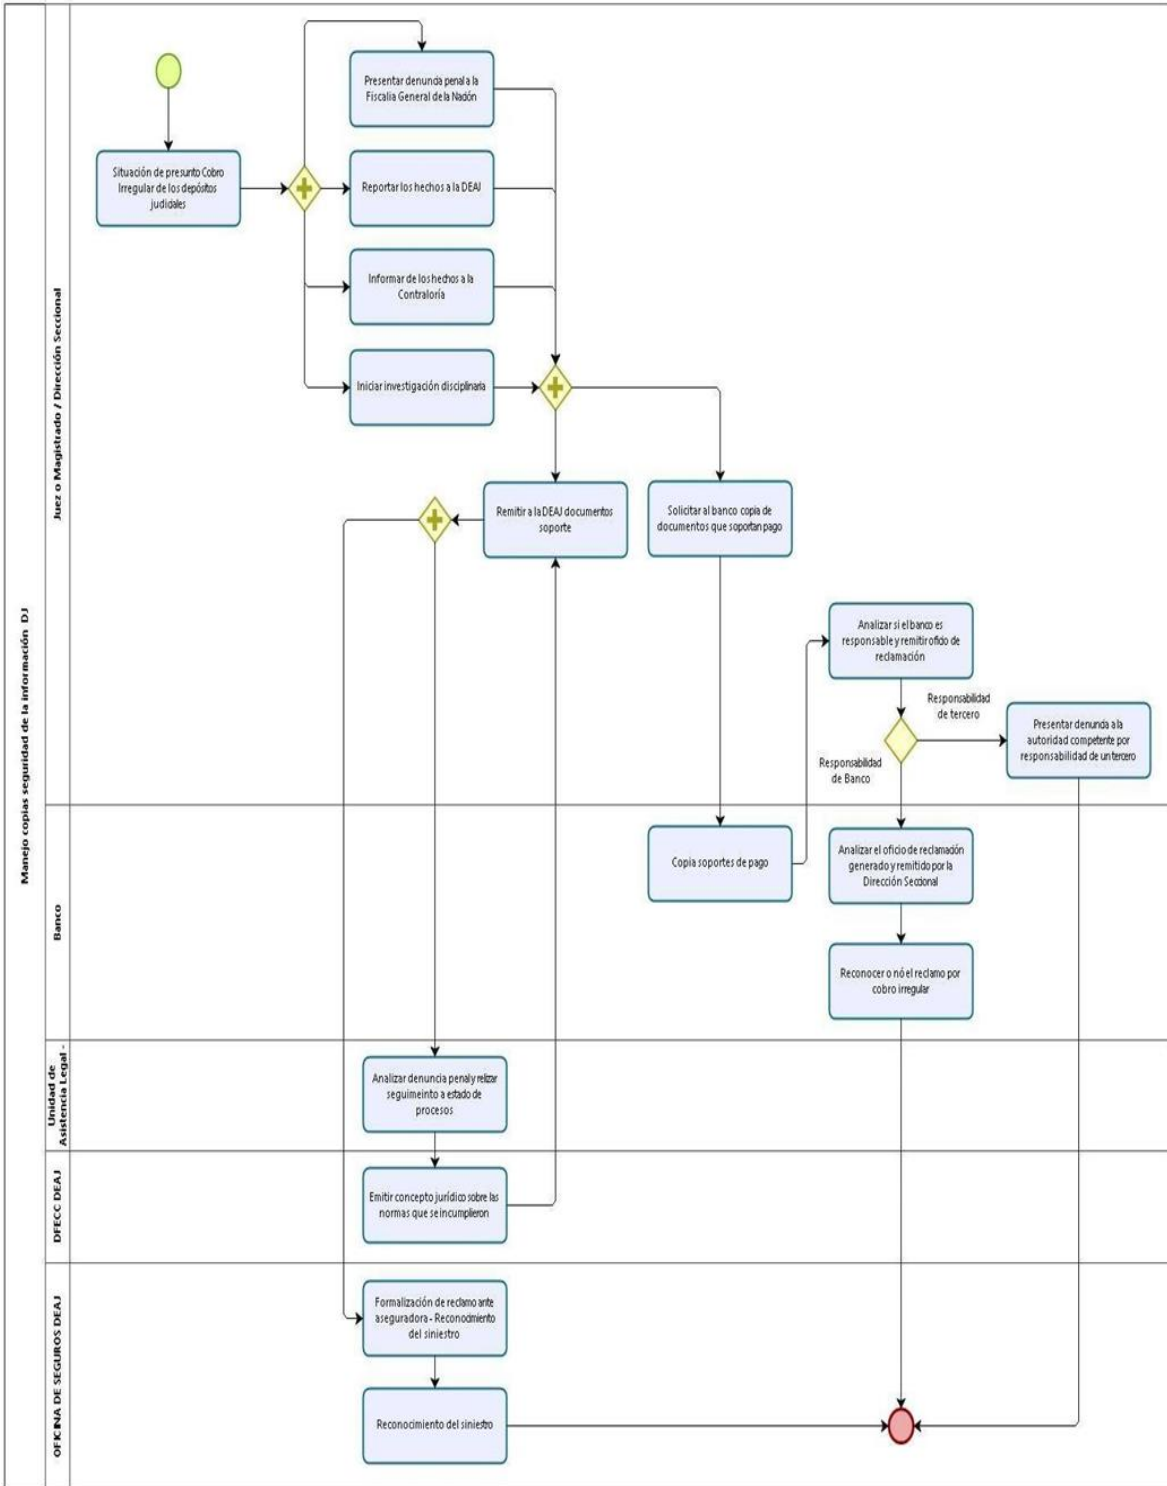 Manejo copias seguridad de la información DJ
Juez o Magistrado / Dirección Seccional
Presentar denuncia penal a la
Fiscalia General de la Nación
Situación de presunto Cobro
Irregular de los depósitos
judiciales
Reportar los hechos a la DEAJ
Informar de los hechos a la
Contraloría
Iniciar investigación disciplinaria
Remitir a la DEAJ documentos
soporte
Solicitar al banco copia de
documentos que soportan pago
Analizar si el banco es
responsable y remitir oficio de
reclamación
Responsabilidad
de tercero
Presentar denuncia a la
autoridad competente por
responsabilidad de un tercero
Responsabilidad
de Banco
Banco
Copia soportes de pago
Analizar el oficio de reclamación
generado y remitido por la
Dirección Seccional
Reconocer o nó el reclamo por
cobro irregular
Unidad de
Asistencia Legal -
Analizar denuncia penal y relizar
seguimeinto a estado de
procesos
DFECC DEAJ
Emitir concepto jurídico sobre las
normas que se incumplieron
OFICINA DE SEGUROS DEAJ
Formalización de reclamo ante
aseguradora - Reconocimiento
del siniestro
Reconocimiento del siniestro